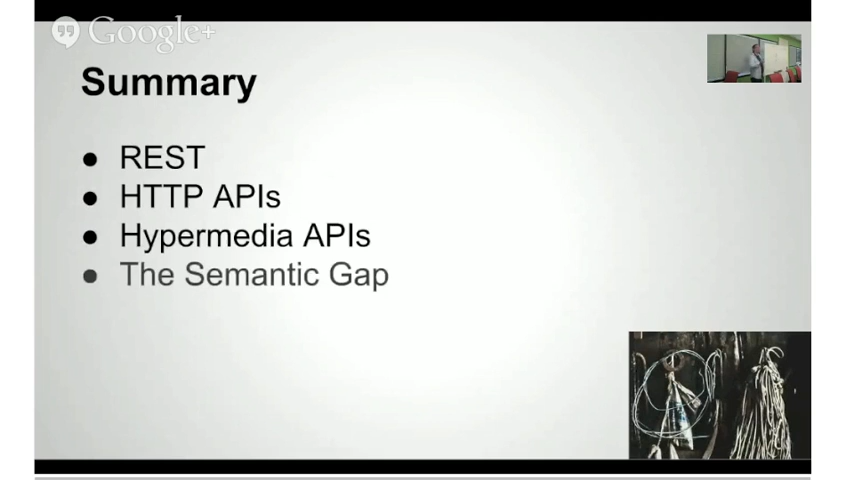 Google+
Summary
● REST
● HTTP APIs
● Hypermedia APIs
● The Semantic Gap